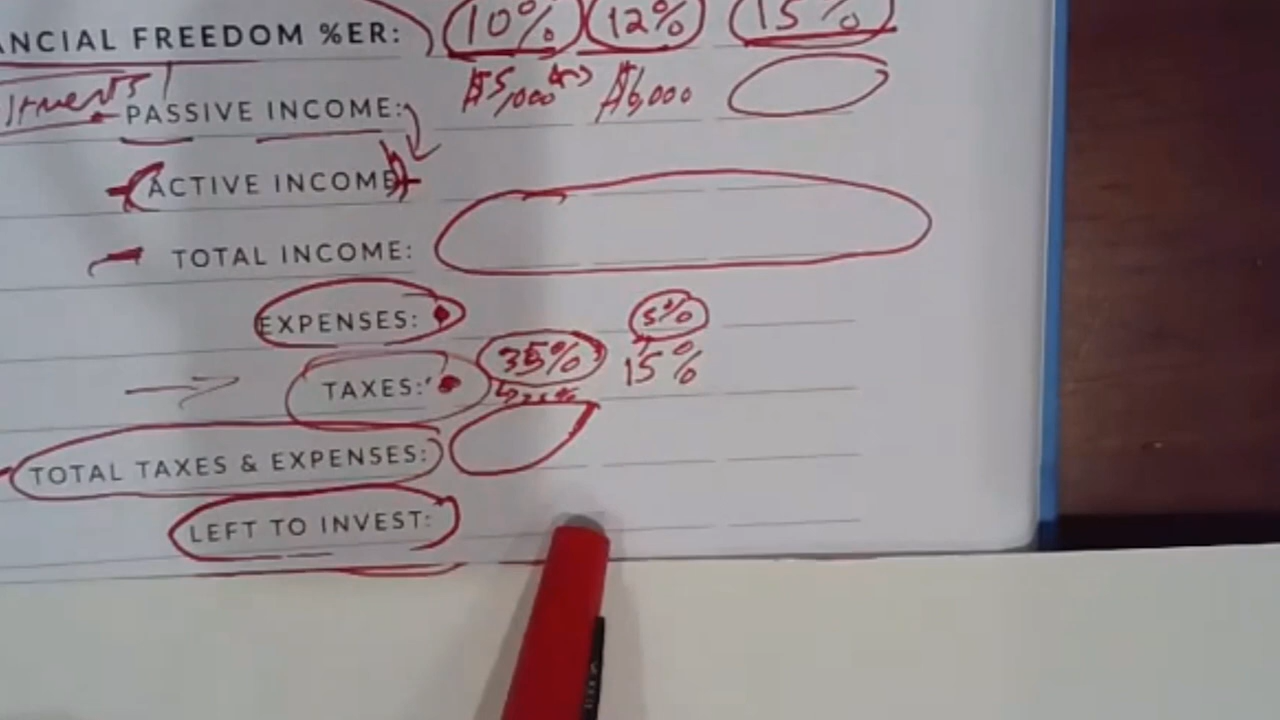 NCIAL FREEDOM %ER: 10% 12% 15%
PASSIVE INCOME: $5,000 $6,000
ACTIVE INCOME
TOTAL INCOME:
EXPENSES: 5%
TAXES: 35% 15%
TOTAL TAXES & EXPENSES:
LEFT TO INVEST: